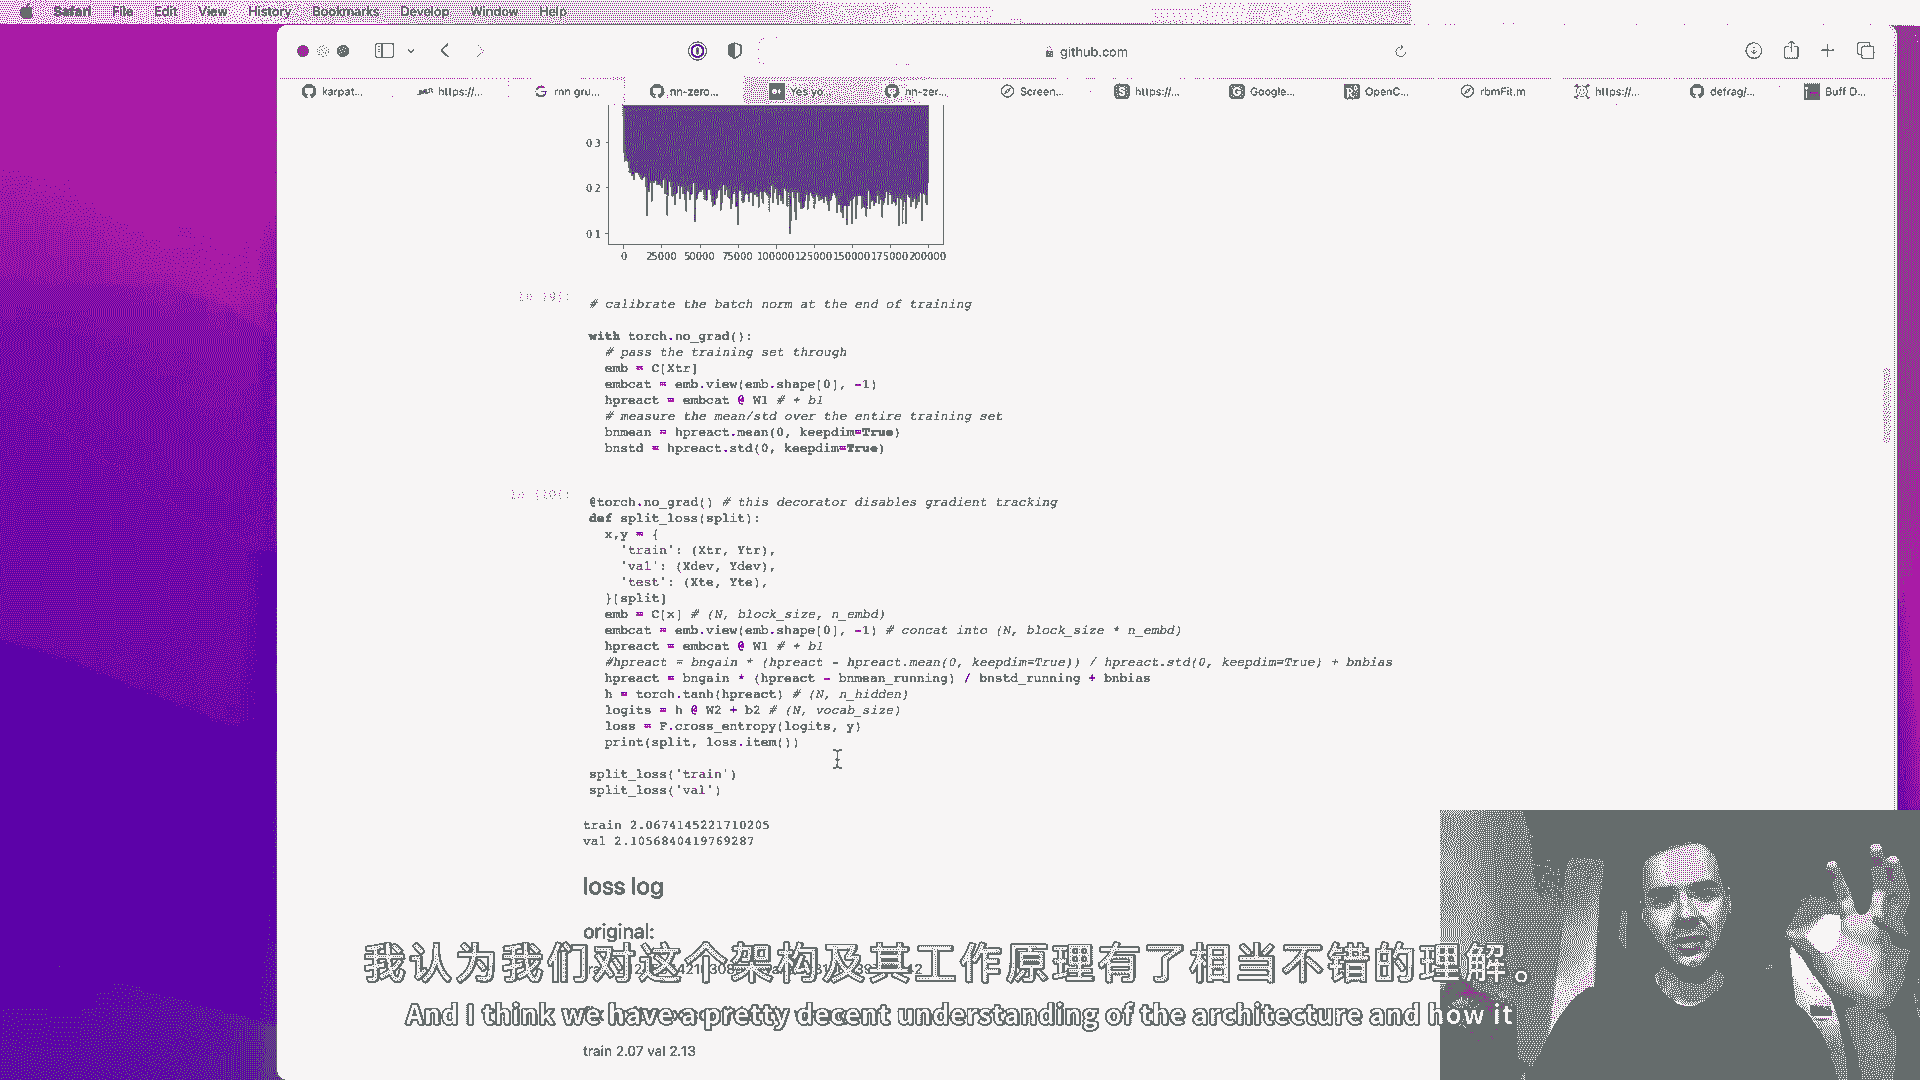 Safari File Edit View History Bookmarks Develop Window Help
github.com
karpat... https://... rnn gru... nn-zero... Yes yo nn-zer... Screen... https://... Google... OpenC... rbmFit.m https://... defrag/... Buff D...
0 3
0 2
0 1
0 25000 50000 75000 100000 125000 150000 175000 200000
In [9]:
# calibrate the batch norm at the end of training
with torch.no_grad():
# pass the training set through
emb = C[Xtr]
embcat = emb.view(emb.shape[0], -1)
hpreact = embcat @ W1 # + b1
# measure the mean/std over the entire training set
bnmean = hpreact.mean(0, keepdim=True)
bnstd = hpreact.std(0, keepdim=True)
In [10]:
@torch.no_grad() # this decorator disables gradient tracking
def split_loss(split):
x,y = {
'train': (Xtr, Ytr),
'val': (Xdev, Ydev),
'test': (Xte, Yte),
}[split]
emb = C[x] # (N, block_size, n_embd)
embcat = emb.view(emb.shape[0], -1) # concat into (N, block_size * n_embd)
hpreact = embcat @ W1 # + b1
#hpreact = bngain * (hpreact - hpreact.mean(0, keepdim=True)) / hpreact.std(0, keepdim=True) + bnbias
hpreact = bngain * (hpreact - bnmean_running) / bnstd_running + bnbias
h = torch.tanh(hpreact) # (N, n_hidden)
logits = h @ W2 + b2 # (N, vocab_size)
loss = F.cross_entropy(logits, y)
print(split, loss.item())
split_loss('train')
split_loss('val')
train 2.0674145221710205
val 2.1056840419769287
loss log
original:
我认为我们对这个架构及其工作原理有了相当不错的理解。
And I think we have a pretty decent understanding of the architecture and how it
train 2.07 val 2.13